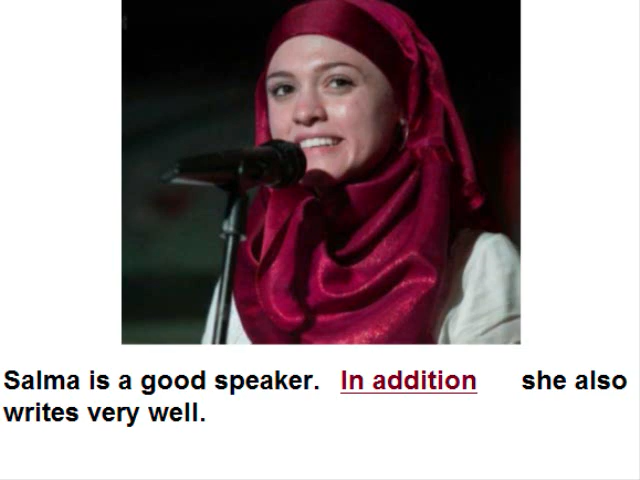 Salma is a good speaker. In addition she also
writes very well.